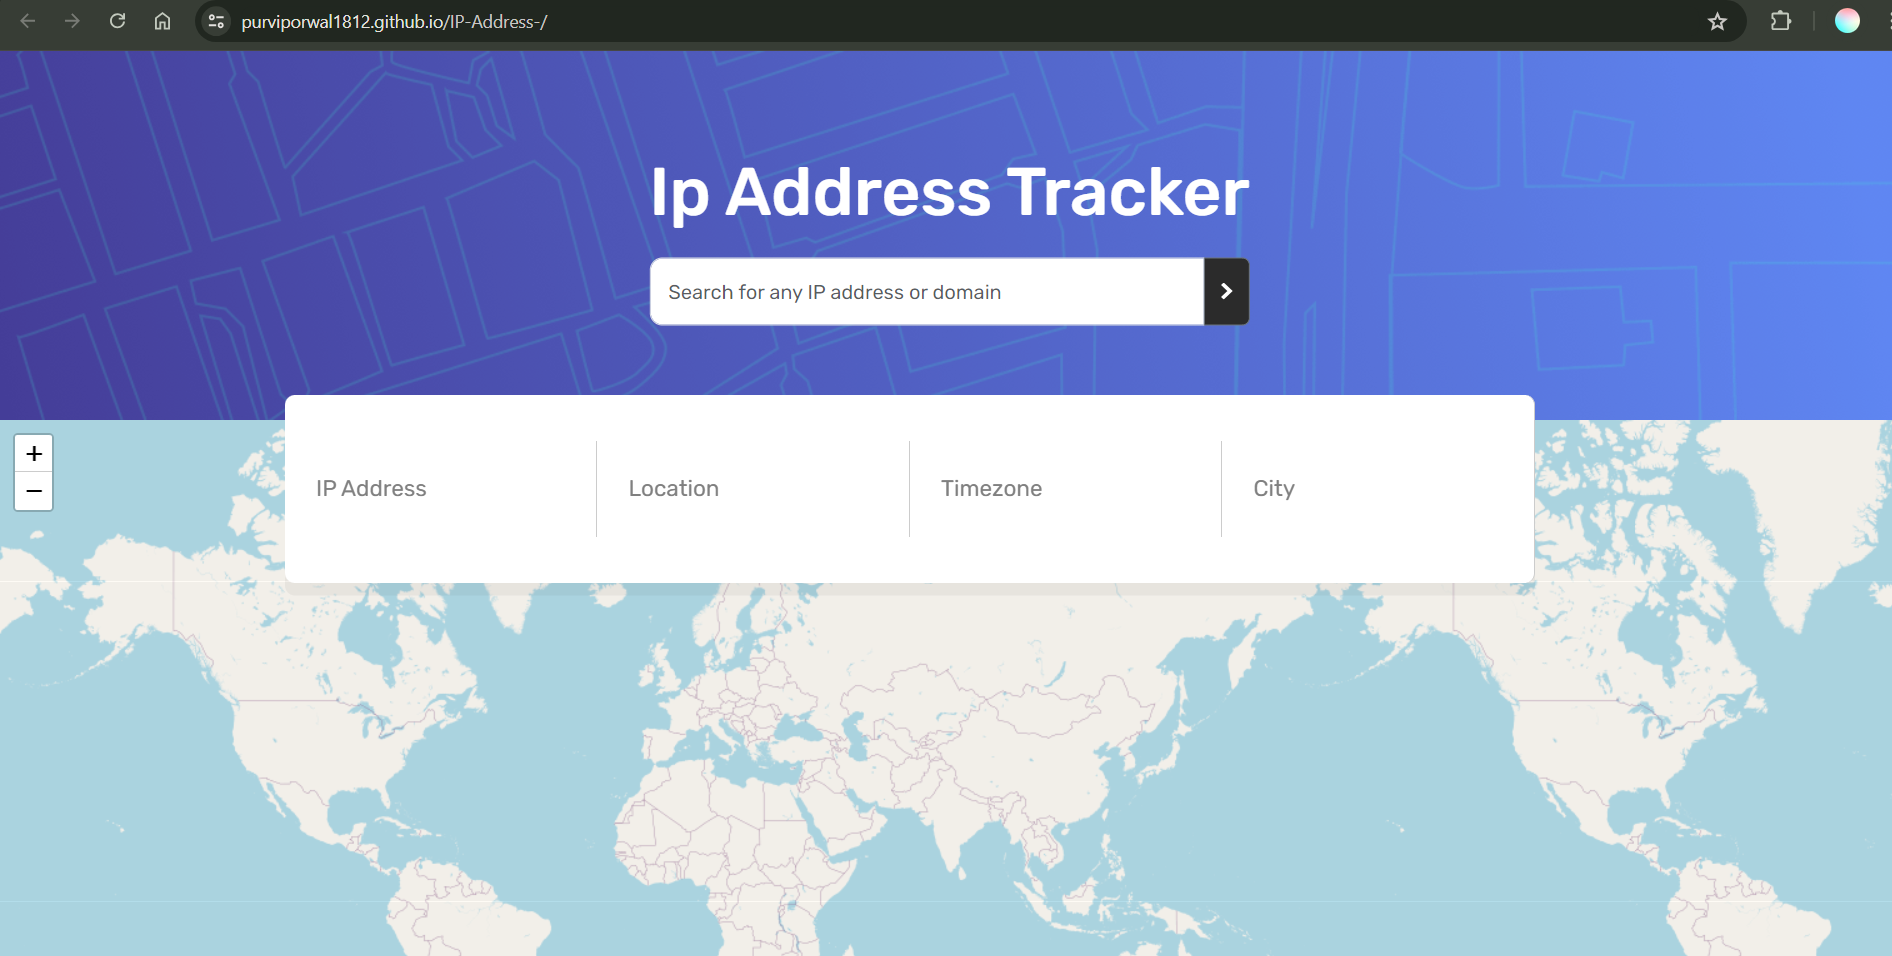 purviporwal1812.github.io/IP-Address-/
Ip Address Tracker
Search for any IP address or domain
+
−
IP Address
Location
Timezone
City